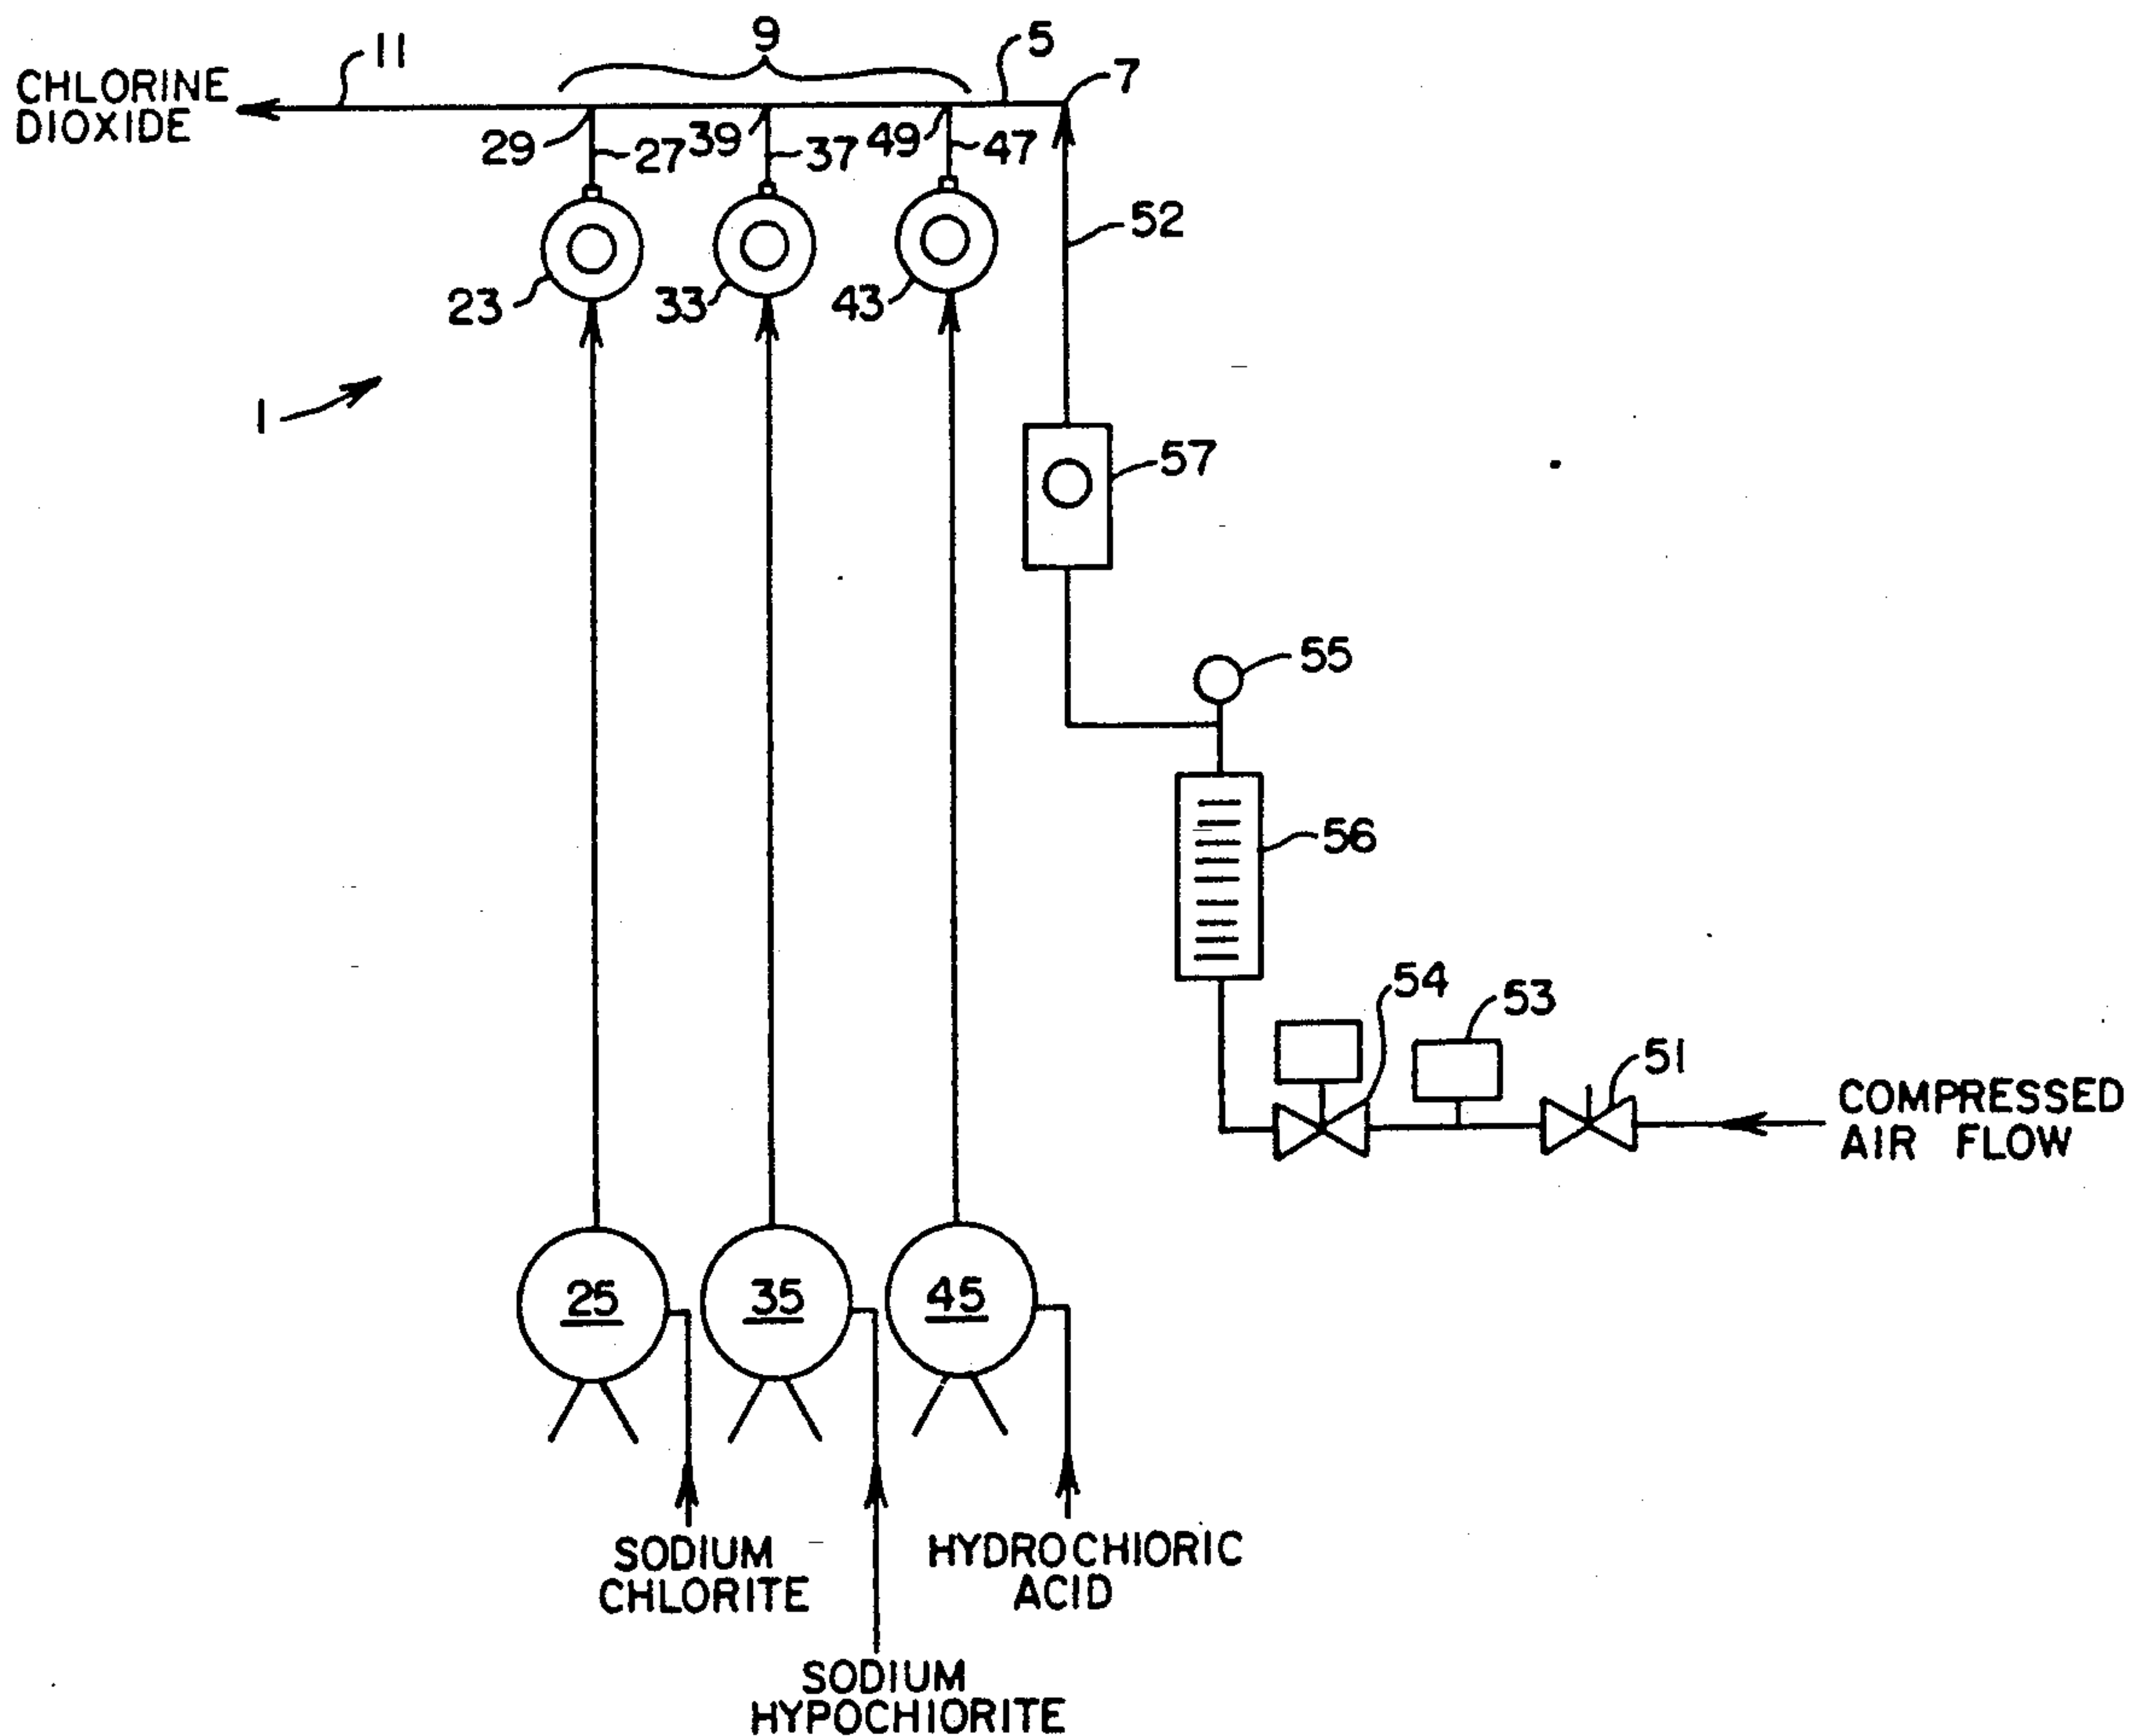 9
5
7
11
CHLORINE
DIOXIDE
29
27
39
37
49
47
52
23
33
43
1
57
55
56
54
53
51
COMPRESSED
AIR FLOW
25
35
45
SODIUM
CHLORITE
HYDROCHIORIC
ACID
SODIUM
HYPOCHIORITE